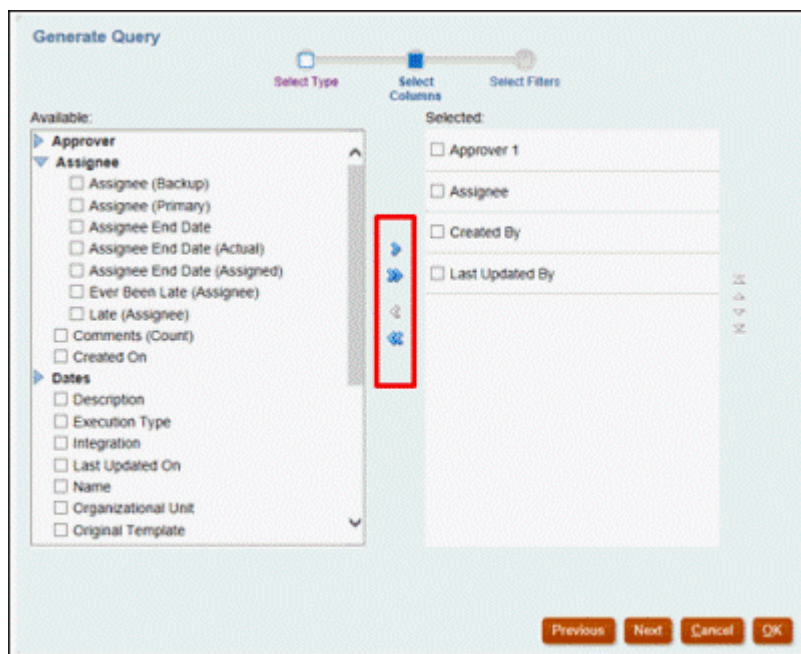 Generate Query
Select Type
Select
Columns
Select Filters
Available:
Approver
Assignee
Assignee (Backup)
Assignee (Primary)
Assignee End Date
Assignee End Date (Actual)
Assignee End Date (Assigned)
Ever Been Late (Assignee)
Late (Assignee)
Comments (Count)
Created On
Dates
Description
Execution Type
Integration
Last Updated On
Name
Organizational Unit
Original Template
Selected:
Approver 1
Assignee
Created By
Last Updated By
Previous
Next
Cancel
OK